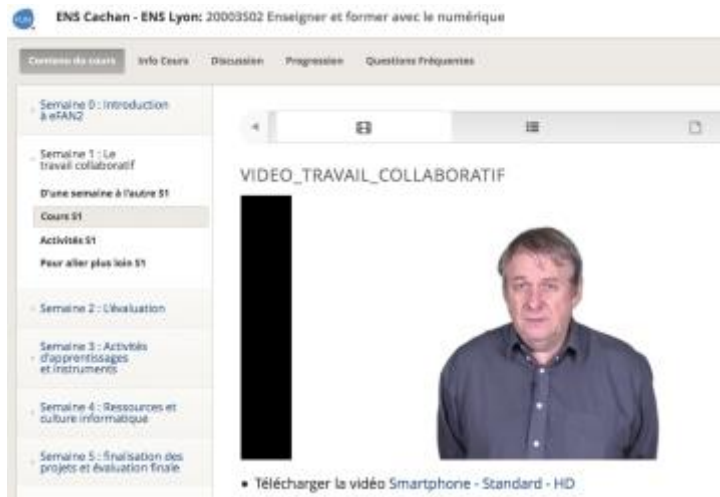 ENS Cachan - ENS Lyon: 20003S02 Enseigner et former avec le numérique
Contenu du cours Info Cours Discussion Progression Questions Fréquentes
Semaine 0 : Introduction
à eFAN2
Semaine 1 : Le
travail collaboratif
D'une semaine à l'autre S1
Cours S1
Activités S1
Pour aller plus loin S1
Semaine 2 : L'évaluation
Semaine 3 : Activités
d'apprentissages
et instruments
Semaine 4 : Ressources et
culture informatique
Semaine 5 : finalisation des
projets et évaluation finale
VIDEO_TRAVAIL_COLLABORATIF
• Télécharger la vidéo Smartphone - Standard - HD